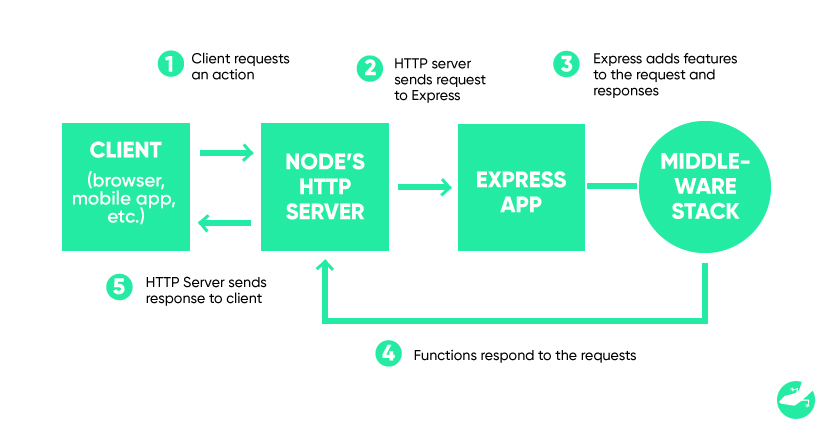 1
Client requests
an action
2
HTTP server
sends request
to Express
3
Express adds features
to the request and
responses
CLIENT
(browser,
mobile app,
etc.)
NODE'S
HTTP
SERVER
EXPRESS
APP
MIDDLE-
WARE
STACK
5
HTTP Server sends
response to client
4
Functions respond to the requests